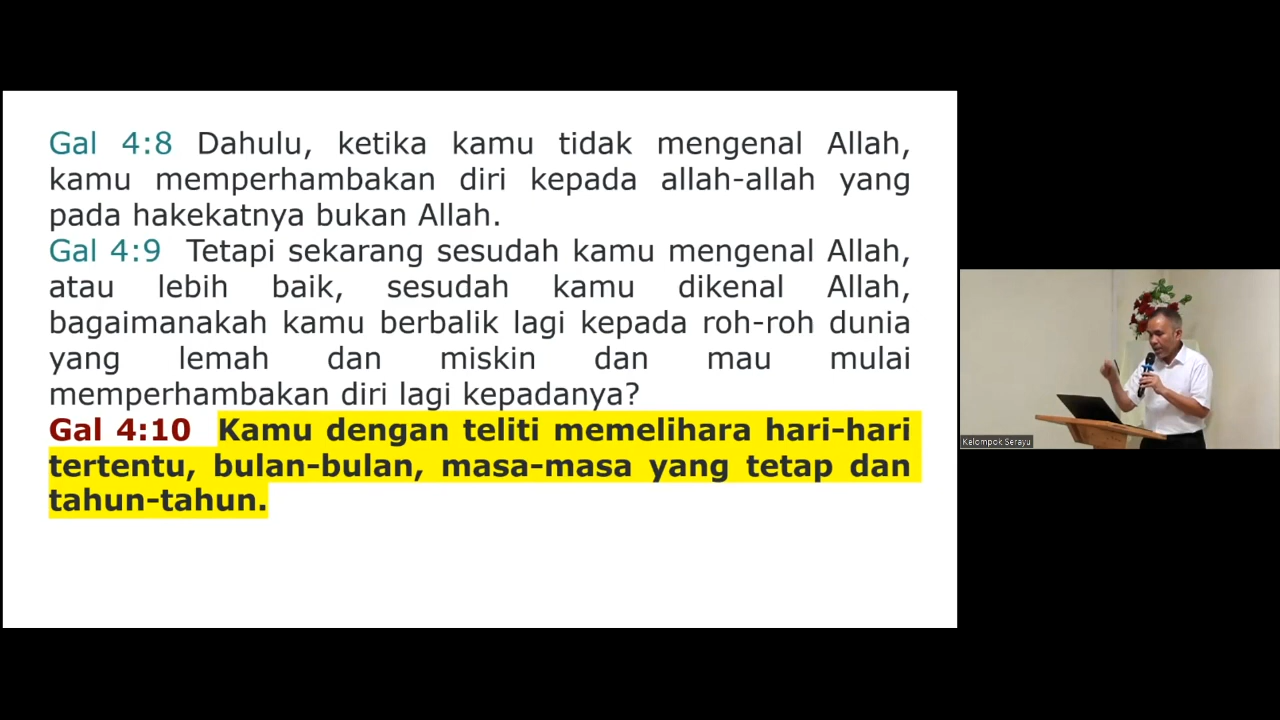 Gal 4:8 Dahulu, ketika kamu tidak mengenal Allah,
kamu memperhambakan diri kepada allah-allah yang
pada hakekatnya bukan Allah.
Gal 4:9 Tetapi sekarang sesudah kamu mengenal Allah,
atau lebih baik, sesudah kamu dikenal Allah,
bagaimanakah kamu berbalik lagi kepada roh-roh dunia
yang lemah dan miskin dan mau mulai
memperhambakan diri lagi kepadanya?
Gal 4:10 Kamu dengan teliti memelihara hari-hari
tertentu, bulan-bulan, masa-masa yang tetap dan
tahun-tahun.
Kelompok Serayu